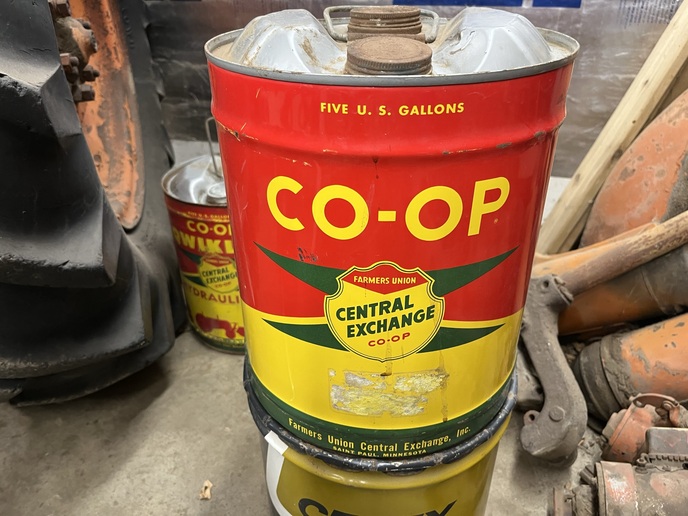 FIVE U. S. GALLONS
CO-OP
FARMERS UNION
CENTRAL
EXCHANGE
CO-OP
Farmers Union Central Exchange, Inc.
SAINT PAUL, MINNESOTA
CO-OP
CENTRAL
EXCHANGE